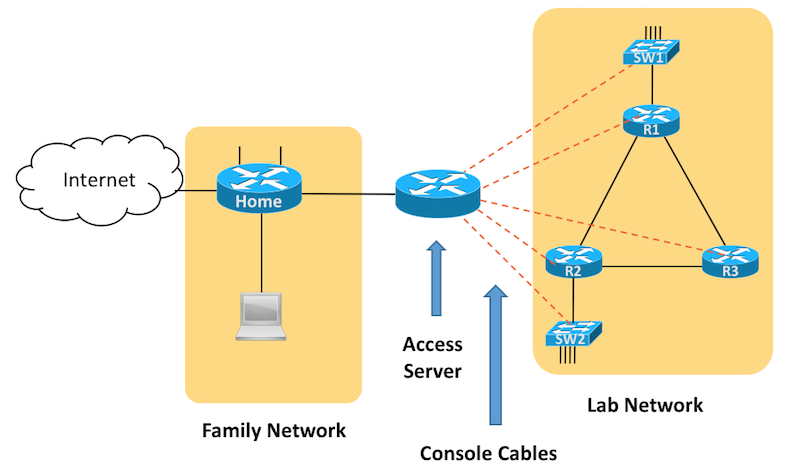 SW1
R1
Internet
Home
R2
R3
SW2
Access
Server
Lab Network
Family Network
Console Cables